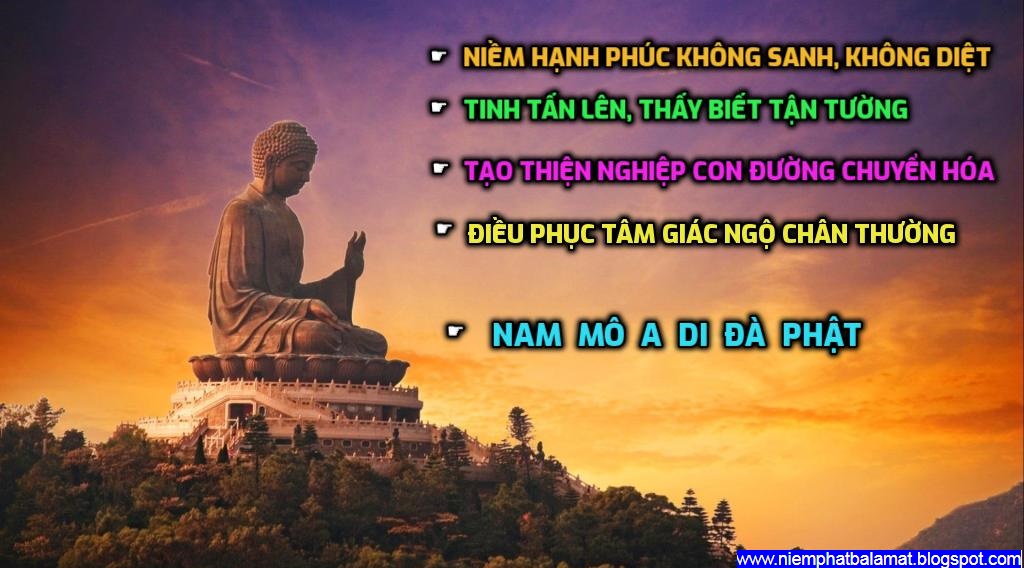 NIỀM HẠNH PHÚC KHÔNG SANH, KHÔNG DIỆT
TINH TẤN LÊN, THẤY BIẾT TẬN TƯỜNG
TẠO THIỆN NGHIỆP CON ĐƯỜNG CHUYỂN HÓA
ĐIỀU PHỤC TÂM GIÁC NGỘ CHÂN THƯỜNG
NAM MÔ A DI ĐÀ PHẬT
www.niemphatbalamat.blogspot.com